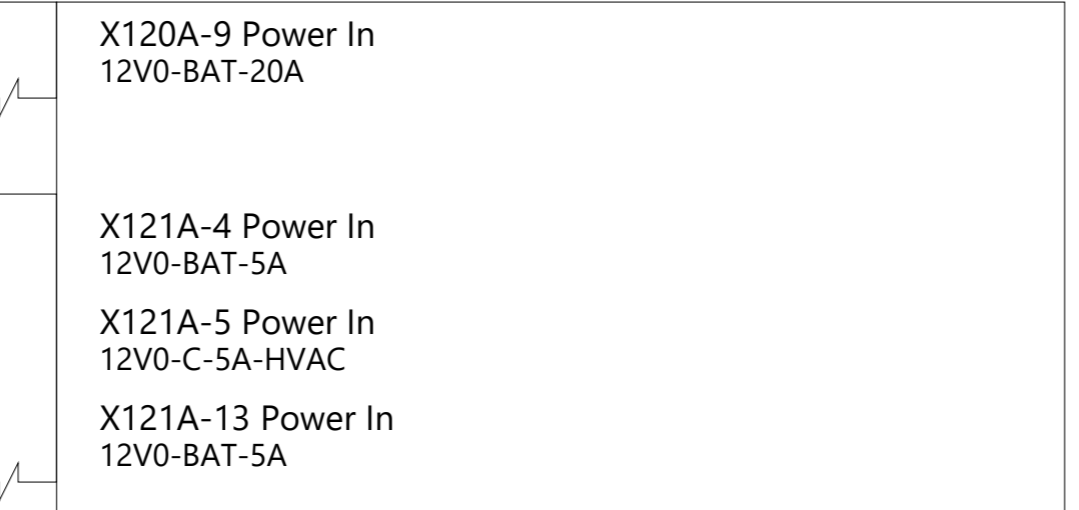 X120A-9 Power In
12V0-BAT-20A
X121A-4 Power In
12V0-BAT-5A
X121A-5 Power In
12V0-C-5A-HVAC
X121A-13 Power In
12V0-BAT-5A